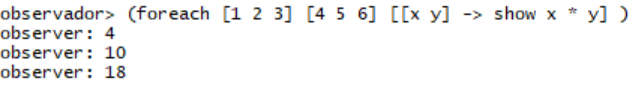 observador> (foreach [1 2 3] [4 5 6] [[x y] -> show x * y] )
observer: 4
observer: 10
observer: 18